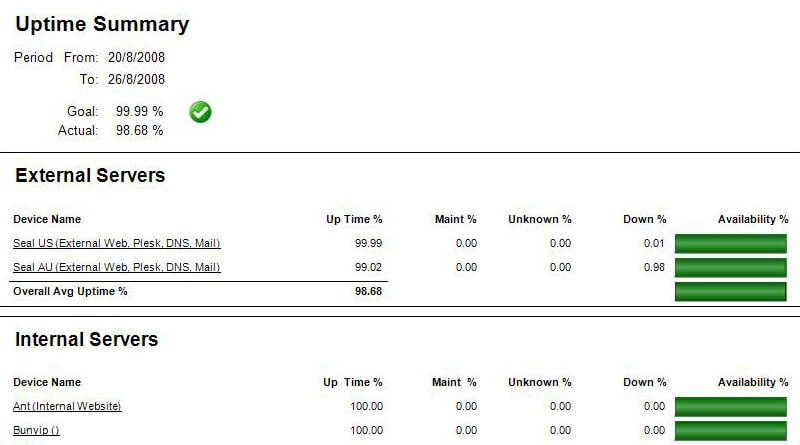 Uptime Summary
Period From: 20/8/2008
To: 26/8/2008
Goal: 99.99 %
Actual: 98.68 %
External Servers
Device Name Up Time % Maint % Unknown % Down % Availability %
Seal US (External Web, Plesk, DNS, Mail) 99.99 0.00 0.00 0.01
Seal AU (External Web, Plesk, DNS, Mail) 99.02 0.00 0.00 0.98
Overall Avg Uptime % 98.68
Internal Servers
Device Name Up Time % Maint % Unknown % Down % Availability %
Ant (Internal Website) 100.00 0.00 0.00 0.00
Bunyip () 100.00 0.00 0.00 0.00